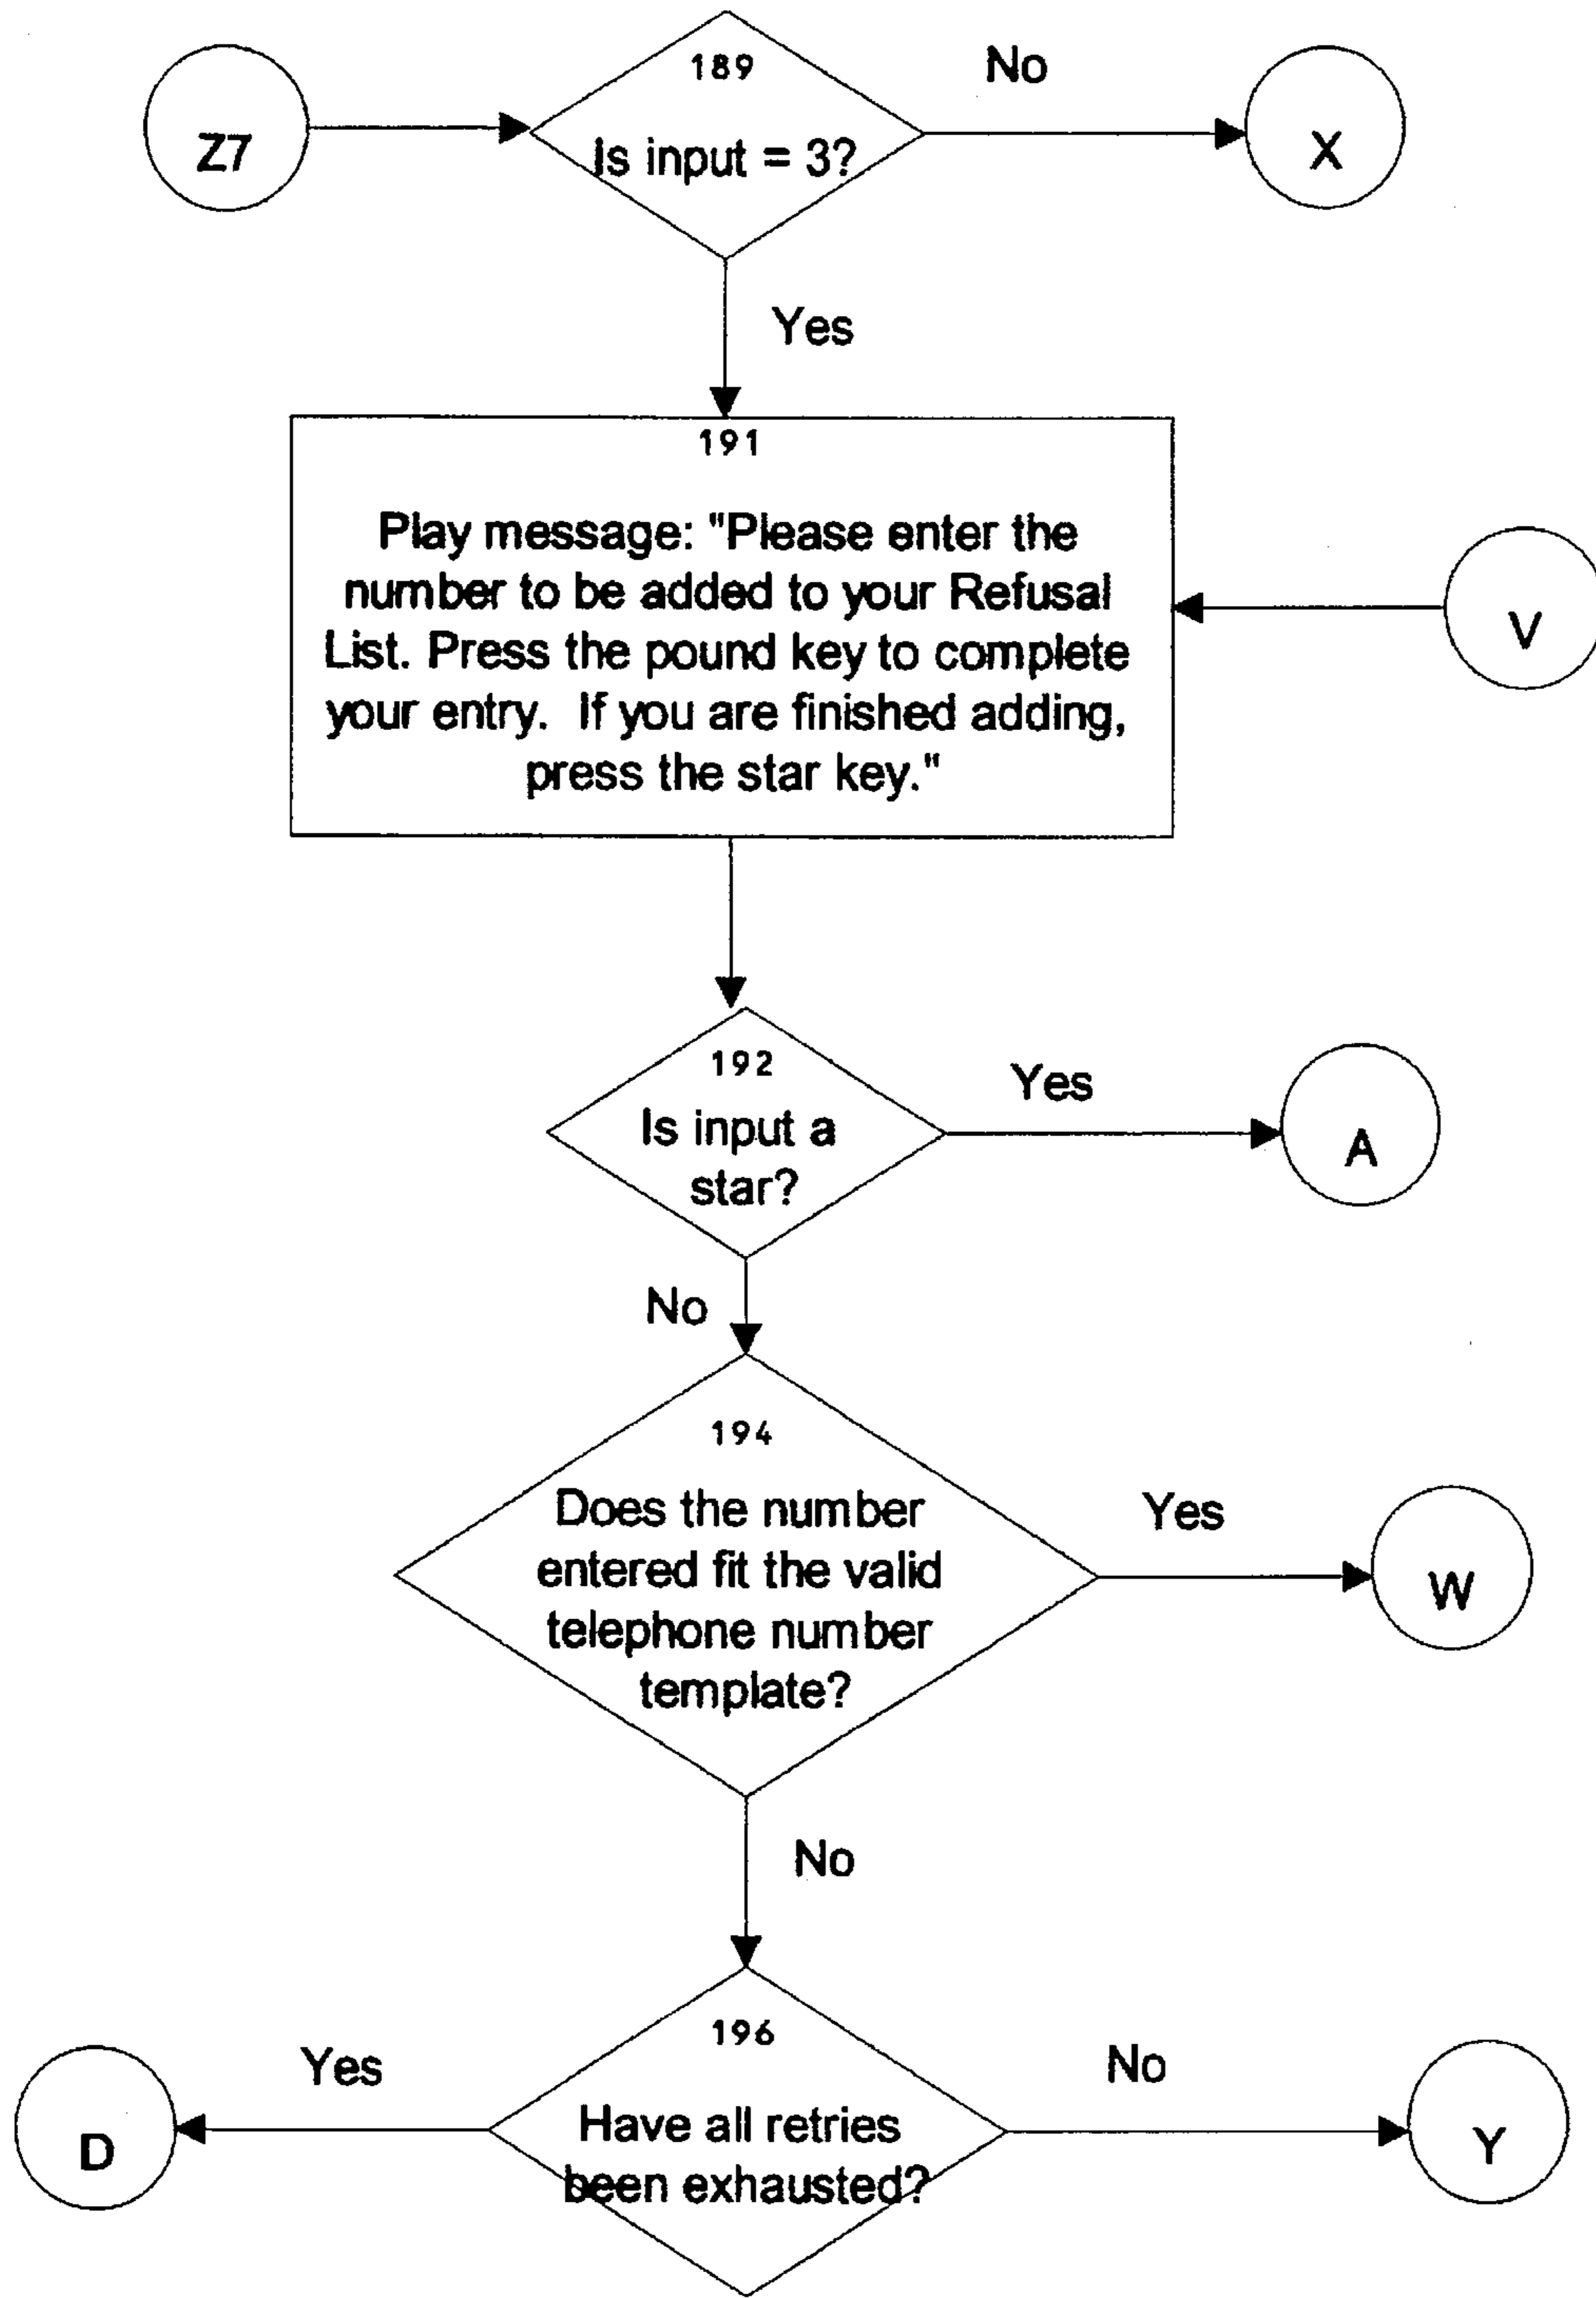 189
No
Z7
Is input = 3?
X
Yes
191
Play message: "Please enter the
number to be added to your Refusal
List. Press the pound key to complete
your entry.  If you are finished adding,
press the star key."
V
192
Yes
Is input a
star?
A
No
194
Does the number
entered fit the valid
telephone number
template?
Yes
W
No
196
Yes
No
Have all retries
been exhausted?
D
Y